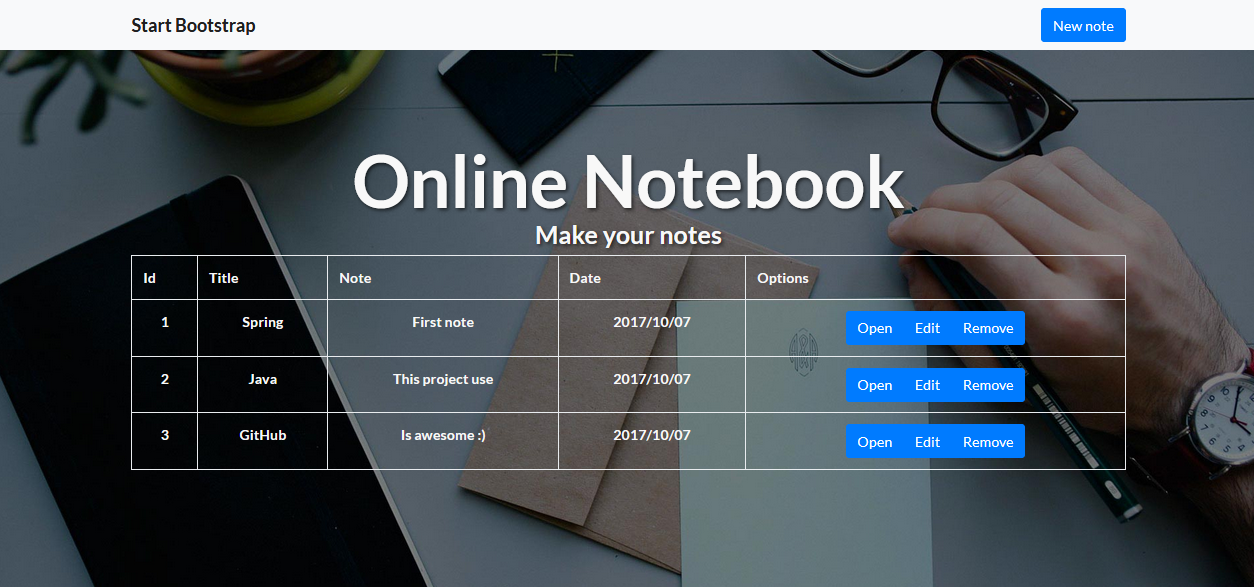 Start Bootstrap New note
Online Notebook
Make your notes
Id Title Note Date Options
1 Spring First note 2017/10/07 Open Edit Remove
2 Java This project use 2017/10/07 Open Edit Remove
3 GitHub Is awesome :) 2017/10/07 Open Edit Remove